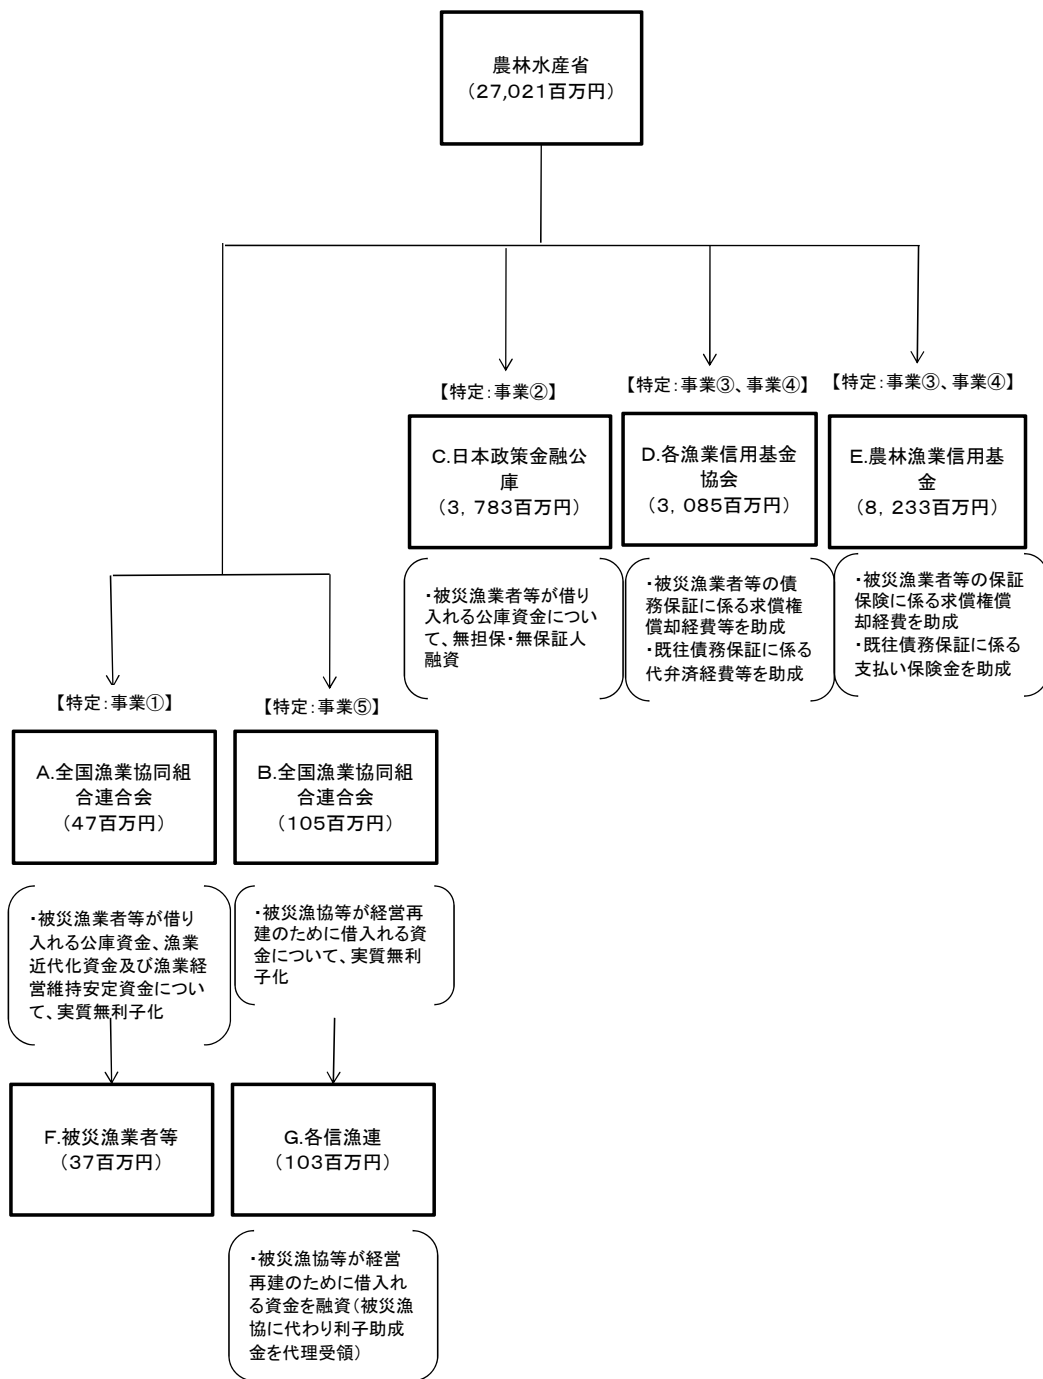 農林水産省
（27,021百万円）
【特定：事業②】
【特定：事業③、事業④】
【特定：事業③、事業④】
C.日本政策金融公
庫
（3，783百万円）
D.各漁業信用基金
協会
（3，085百万円）
E.農林漁業信用基
金
（8，233百万円）
・被災漁業者等が借り
入れる公庫資金につい
て、無担保・無保証人
融資
・被災漁業者等の債
務保証に係る求償権
償却経費等を助成
・既往債務保証に係る
代弁済経費等を助成
・被災漁業者等の保証
保険に係る求償権償
却経費を助成
・既往債務保証に係る
支払い保険金を助成
【特定：事業①】
【特定：事業⑤】
A.全国漁業協同組
合連合会
（47百万円）
B.全国漁業協同組
合連合会
（105百万円）
・被災漁業者等が借り
入れる公庫資金、漁業
近代化資金及び漁業経
営維持安定資金につい
て、実質無利子化
・被災漁協等が経営再
建のために借入れる資
金について、実質無利
子化
F.被災漁業者等
（37百万円）
G.各信漁連
（103百万円）
・被災漁協等が経営
再建のために借入れ
る資金を融資（被災漁
協に代わり利子助成
金を代理受領）